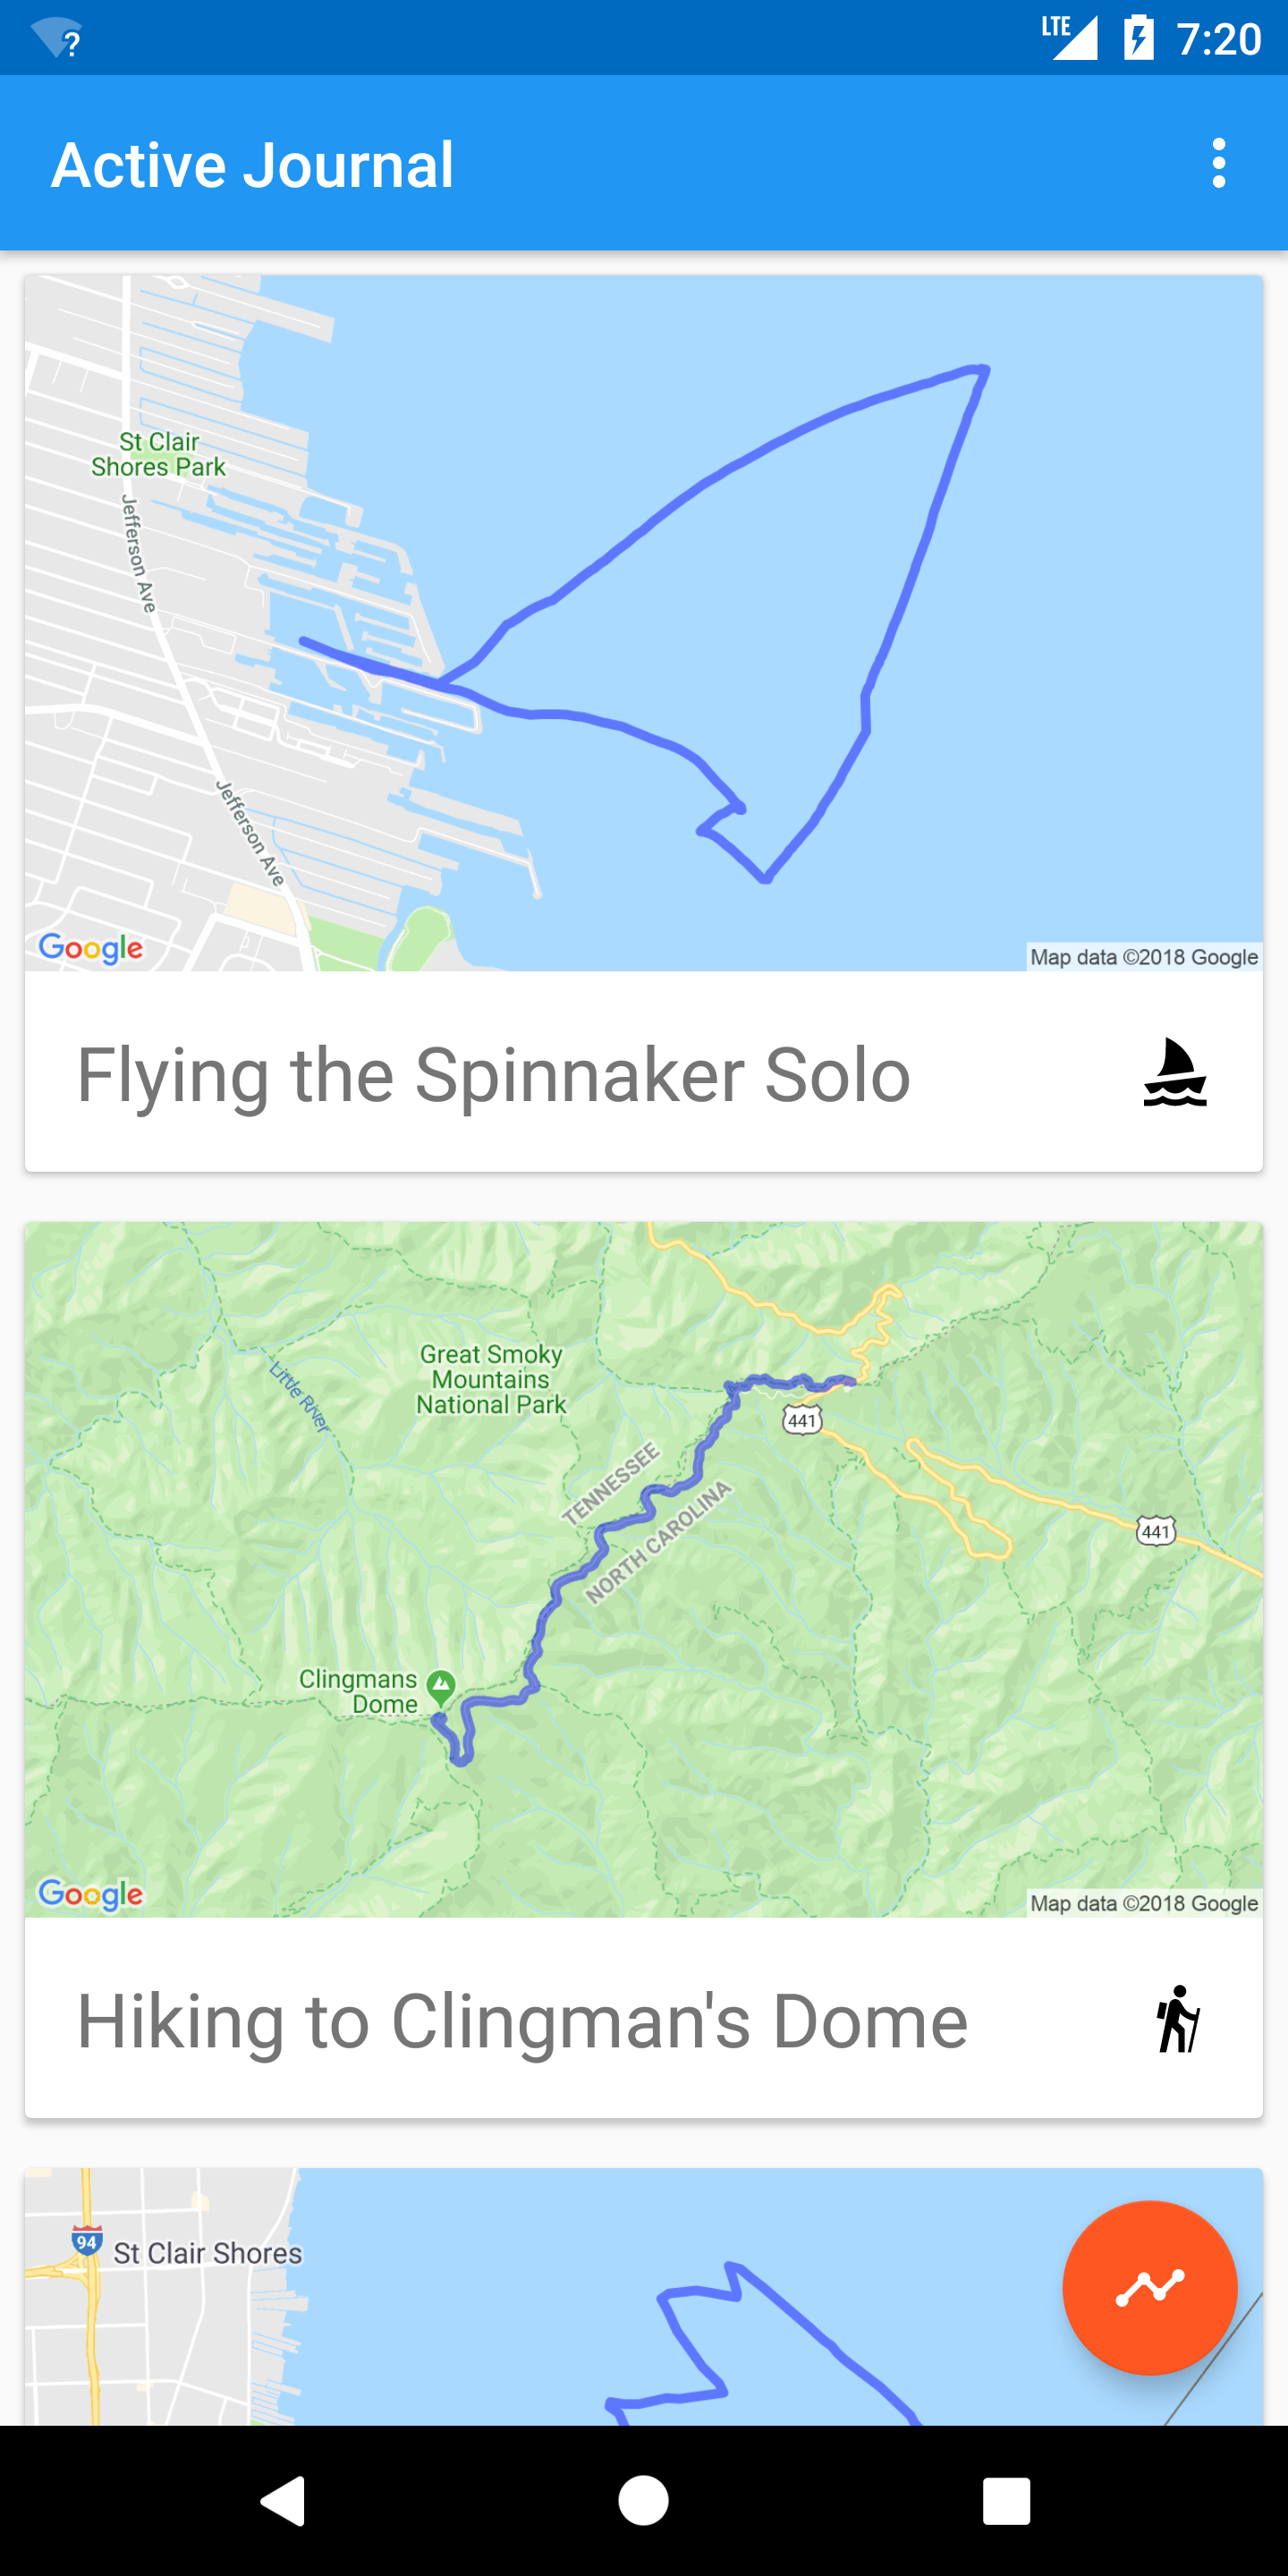 ?
LTE
7:20
Active Journal
St Clair
Shores Park
Jefferson Ave
Jefferson Ave
Google
Map data ©2018 Google
Flying the Spinnaker Solo
Great Smoky
Mountains
National Park
Little River
441
TENNESSEE
NORTH CAROLINA
441
Clingmans
Dome
Google
Map data ©2018 Google
Hiking to Clingman's Dome
94
St Clair Shores